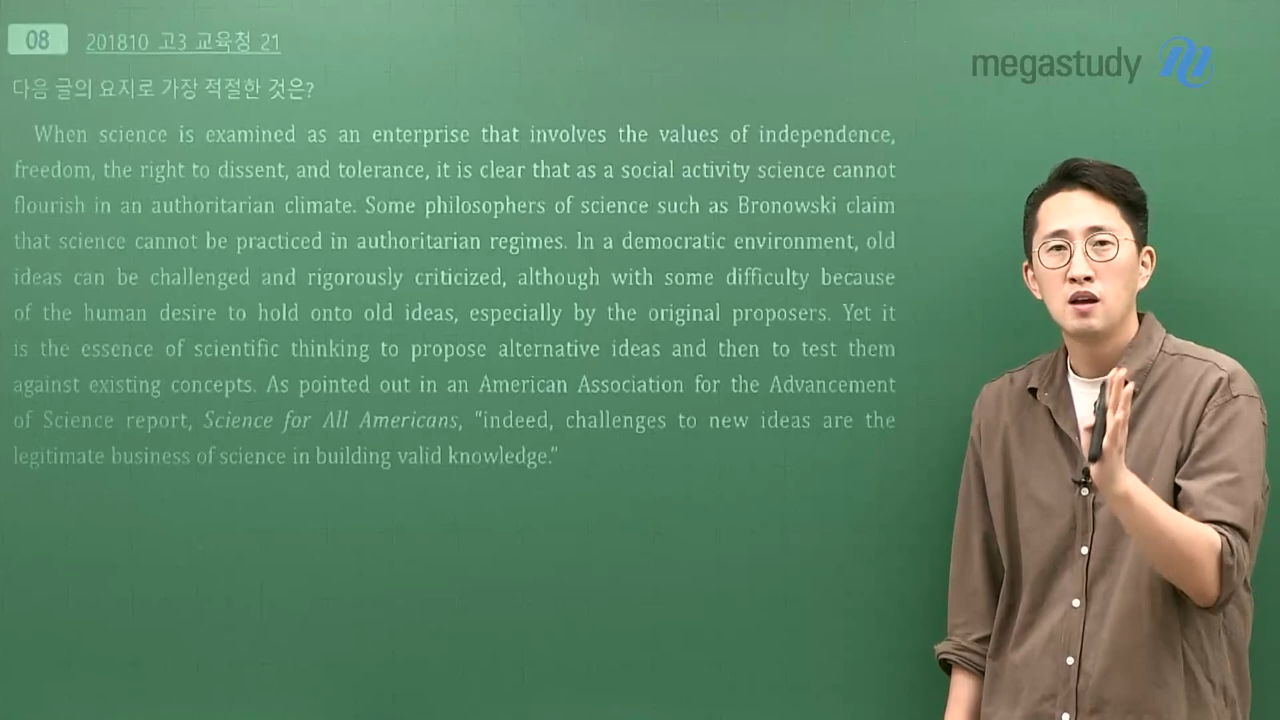 08 201810 고3 교육청 21
megastudy
다음 글의 요지로 가장 적절한 것은?
When science is examined as an enterprise that involves the values of independence,
freedom, the right to dissent, and tolerance, it is clear that as a social activity science cannot
flourish in an authoritarian climate. Some philosophers of science such as Bronowski claim
that science cannot be practiced in authoritarian regimes. In a democratic environment, old
ideas can be challenged and rigorously criticized, although with some difficulty because
of the human desire to hold onto old ideas, especially by the original proposers. Yet it
is the essence of scientific thinking to propose alternative ideas and then to test them
against existing concepts. As pointed out in an American Association for the Advancement
of Science report, Science for All Americans, “indeed, challenges to new ideas are the
legitimate business of science in building valid knowledge.”